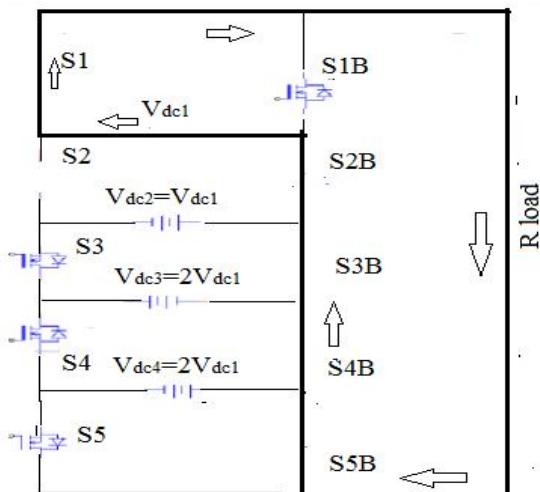 S1
S1B
Vdc1
S2
S2B
Vdc2=Vdc1
S3
S3B
Vdc3=2Vdc1
S4
S4B
Vdc4=2Vdc1
S5
S5B
R load